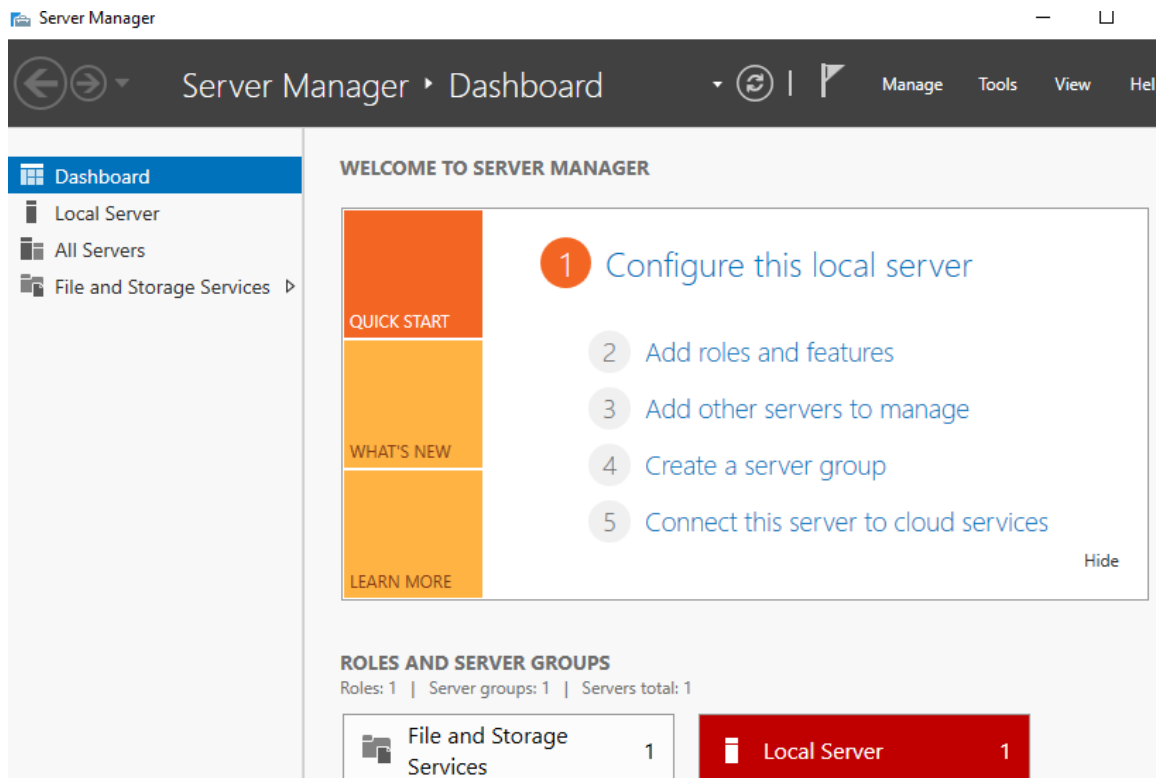 Server Manager
Server Manager ‣ Dashboard
Manage Tools View Hel
Dashboard
Local Server
All Servers
File and Storage Services
WELCOME TO SERVER MANAGER
QUICK START
WHAT'S NEW
LEARN MORE
1 Configure this local server
2 Add roles and features
3 Add other servers to manage
4 Create a server group
5 Connect this server to cloud services
Hide
ROLES AND SERVER GROUPS
Roles: 1 | Server groups: 1 | Servers total: 1
File and Storage
Services 1
Local Server 1